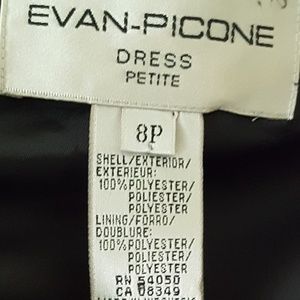 EVAN-PICONE
DRESS
PETITE
8P
SHELL/EXTERIOR/
EXTERIEUR:
100% POLYESTER/
POLIESTER/
POLYESTER
LINING/FORRO/
DOUBLURE:
100% POLYESTER/
POLIESTER/
POLYESTER
RN 54050
CA 08349